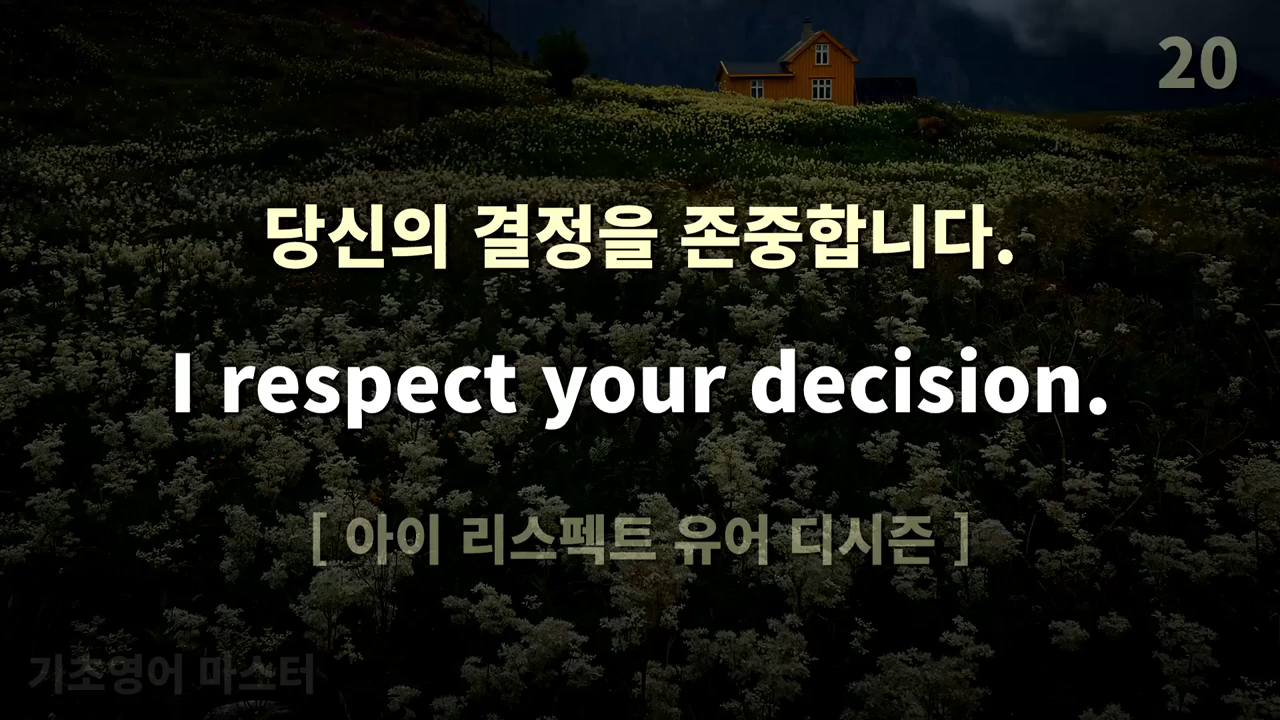 20
당신의 결정을 존중합니다.
I respect your decision.
[ 아이 리스펙트 유어 디시즌 ]
기초영어 마스터